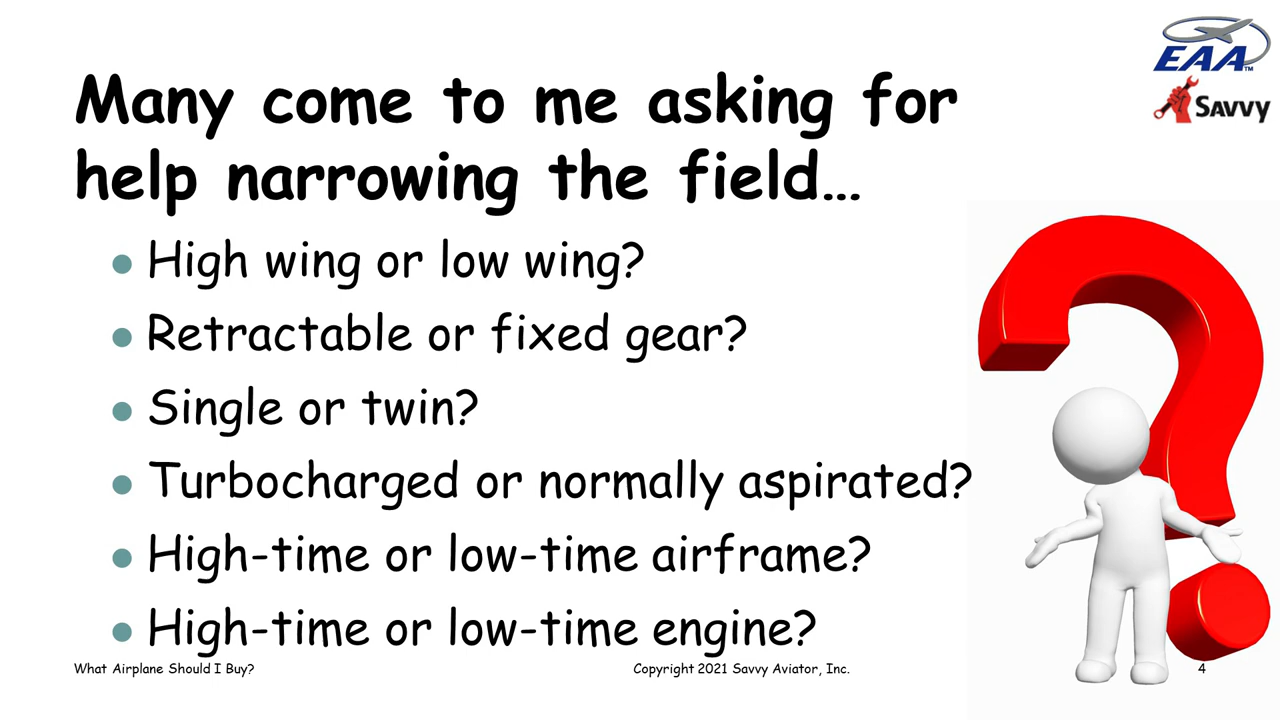 EAA™
Savvy
Many come to me asking for
help narrowing the field…
● High wing or low wing?
● Retractable or fixed gear?
● Single or twin?
● Turbocharged or normally aspirated?
● High-time or low-time airframe?
● High-time or low-time engine?
What Airplane Should I Buy? Copyright 2021 Savvy Aviator, Inc. 4